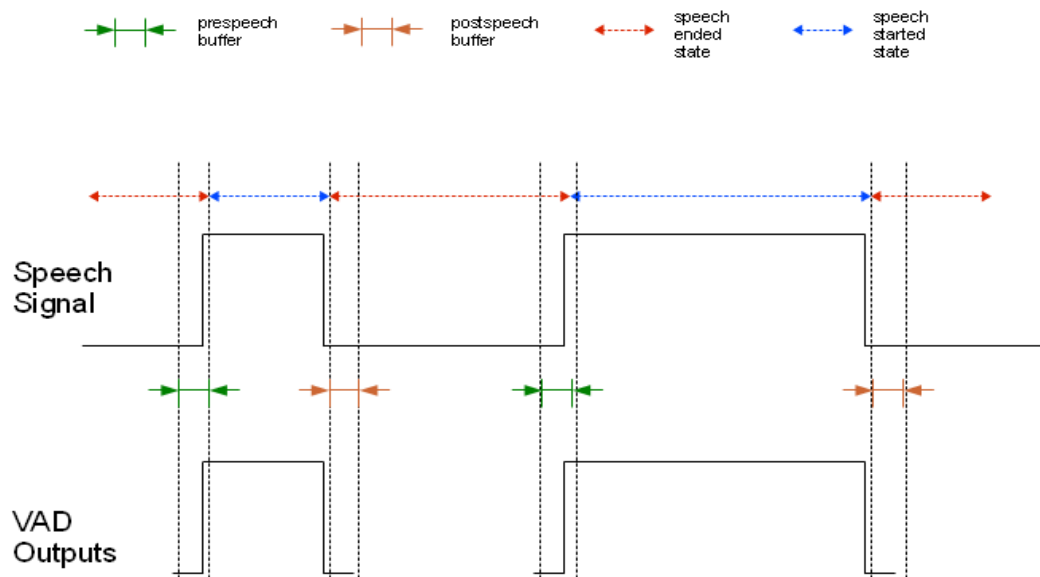 prespeech
buffer
postspeech
buffer
speech
ended
state
speech
started
state
Speech
Signal
VAD
Outputs